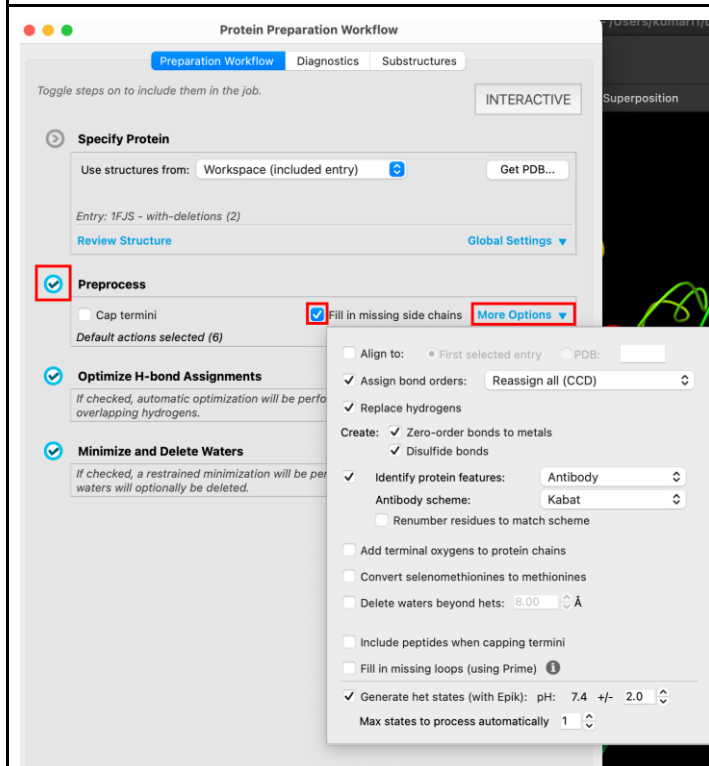 Protein Preparation Workflow
Preparation Workflow Diagnostics Substructures
Toggle steps on to include them in the job.
INTERACTIVE
Superposition
Specify Protein
Use structures from: Workspace (included entry) Get PDB...
Entry: 1FJS - with-deletions (2)
Review Structure Global Settings
Preprocess
Cap termini Fill in missing side chains More Options
Default actions selected (6)
Align to: First selected entry PDB:
Assign bond orders: Reassign all (CCD)
Optimize H-bond Assignments
If checked, automatic optimization will be perfo
overlapping hydrogens.
Replace hydrogens
Create: Zero-order bonds to metals
Disulfide bonds
Minimize and Delete Waters
If checked, a restrained minimization will be per
waters will optionally be deleted.
Identify protein features: Antibody
Antibody scheme: Kabat
Renumber residues to match scheme
Add terminal oxygens to protein chains
Convert selenomethionines to methionines
Delete waters beyond hets: 8.00 Å
Include peptides when capping termini
Fill in missing loops (using Prime)
Generate het states (with Epik): pH: 7.4 +/- 2.0
Max states to process automatically 1